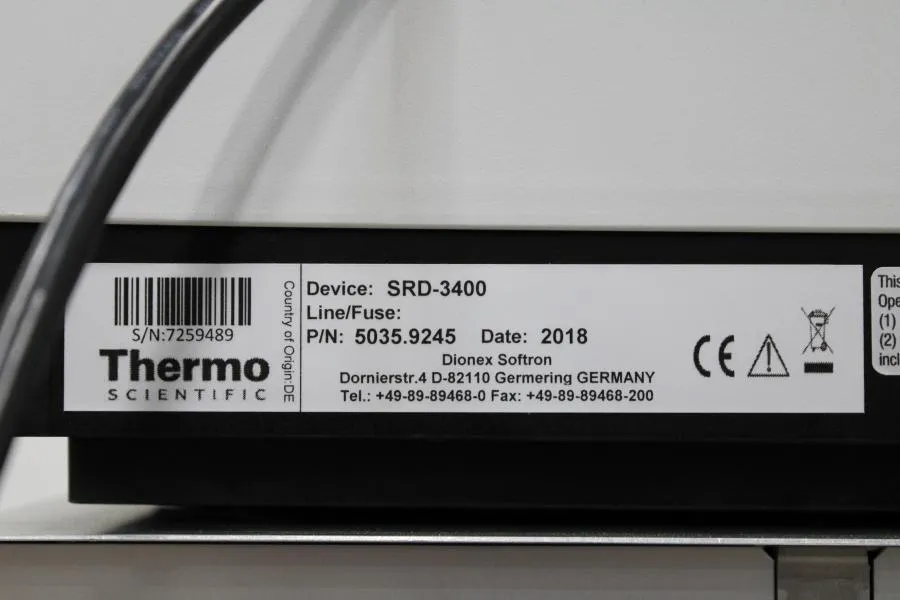 S/N:7259489
Thermo
SCIENTIFIC
Country of Origin:DE
Device: SRD-3400
Line/Fuse:
P/N: 5035.9245 Date: 2018
Dionex Softron
Dornierstr.4 D-82110 Germering GERMANY
Tel.: +49-89-89468-0 Fax: +49-89-89468-200
CE
This
Ope
(1)
(2)
incl